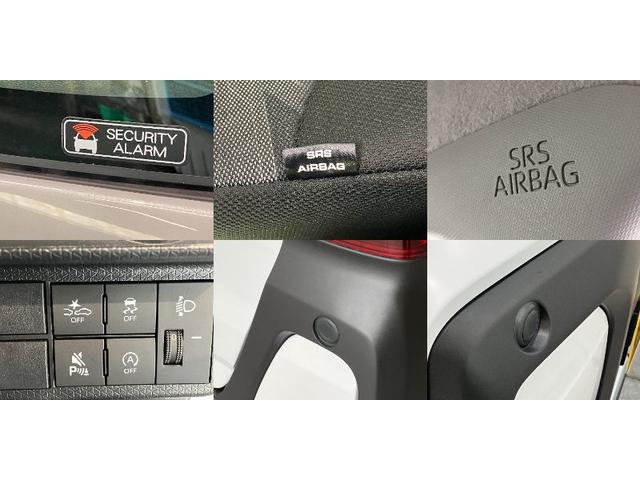 SECURITY
ALARM
SRS
AIRBAG
SRS
AIRBAG
OFF
OFF
P
A
OFF